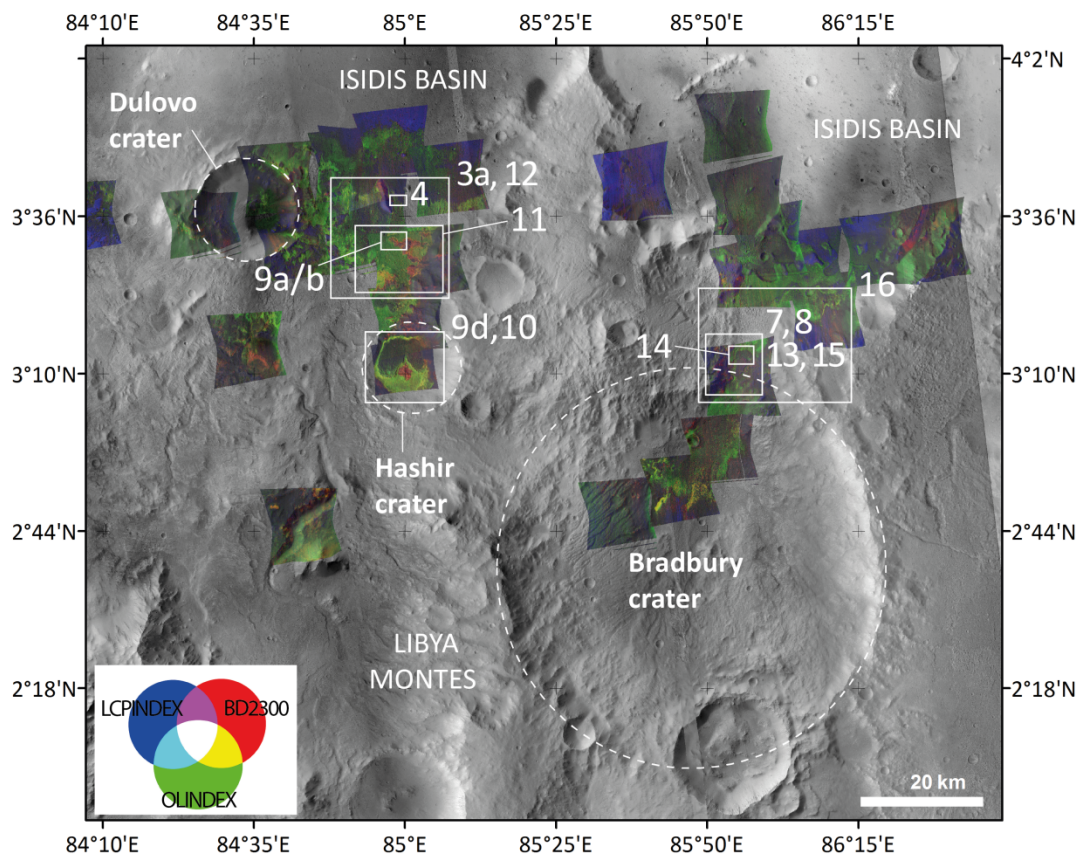 84°10'E 84°35'E 85°E 85°25'E 85°50'E 86°15'E
4°2'N
ISIDIS BASIN
Dulovo
crater
ISIDIS BASIN
3a, 12
4
3°36'N 3°36'N
11
9a/b
16
9d,10
7, 8
14
13, 15
3°10'N 3°10'N
Hashir
crater
2°44'N 2°44'N
Bradbury
crater
LIBYA
MONTES
2°18'N 2°18'N
LCPINDEX BD2300
OLINDEX
20 km
84°10'E 84°35'E 85°E 85°25'E 85°50'E 86°15'E